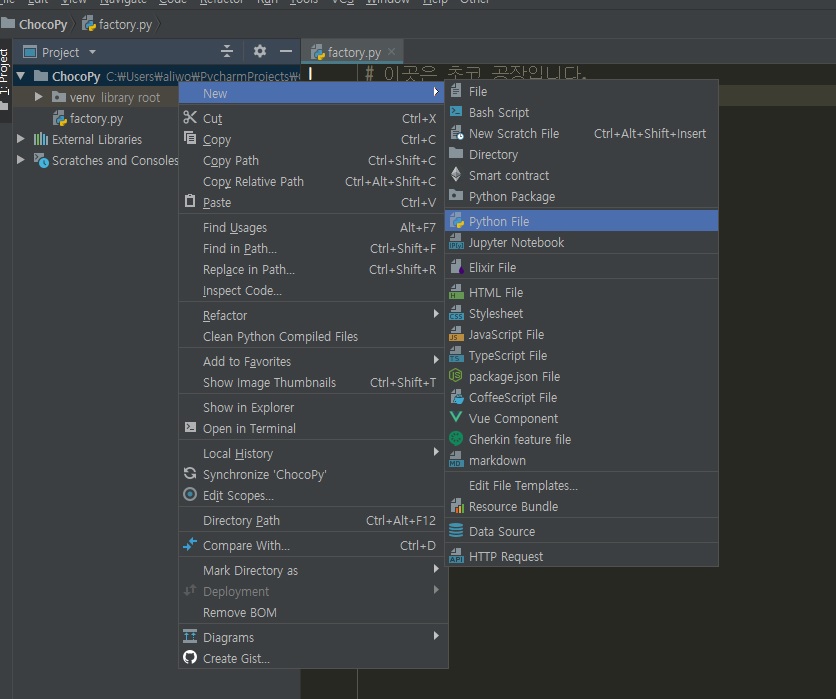 File Edit View Navigate Code Refactor Run Tools VCS Window Help Other
ChocoPy factory.py
Project factory.py ×
1: Project
ChocoPy C:₩Users₩aliwo₩PycharmProjects₩
# 이곳은 초코 공장입니다.
venv library root
factory.py
External Libraries
Scratches and Consoles
New
Cut Ctrl+X
Copy Ctrl+C
Copy Path Ctrl+Shift+C
Copy Relative Path Ctrl+Alt+Shift+C
Paste Ctrl+V
Find Usages Alt+F7
Find in Path... Ctrl+Shift+F
Replace in Path... Ctrl+Shift+R
Inspect Code...
Refactor
Clean Python Compiled Files
Add to Favorites
Show Image Thumbnails Ctrl+Shift+T
Show in Explorer
Open in Terminal
Local History
Synchronize 'ChocoPy'
Edit Scopes...
Directory Path Ctrl+Alt+F12
Compare With... Ctrl+D
Mark Directory as
Deployment
Remove BOM
Diagrams
Create Gist...
File
Bash Script
New Scratch File Ctrl+Alt+Shift+Insert
Directory
Smart contract
Python Package
Python File
Jupyter Notebook
Elixir File
HTML File
Stylesheet
JavaScript File
TypeScript File
package.json File
CoffeeScript File
Vue Component
Gherkin feature file
markdown
Edit File Templates...
Resource Bundle
Data Source
HTTP Request